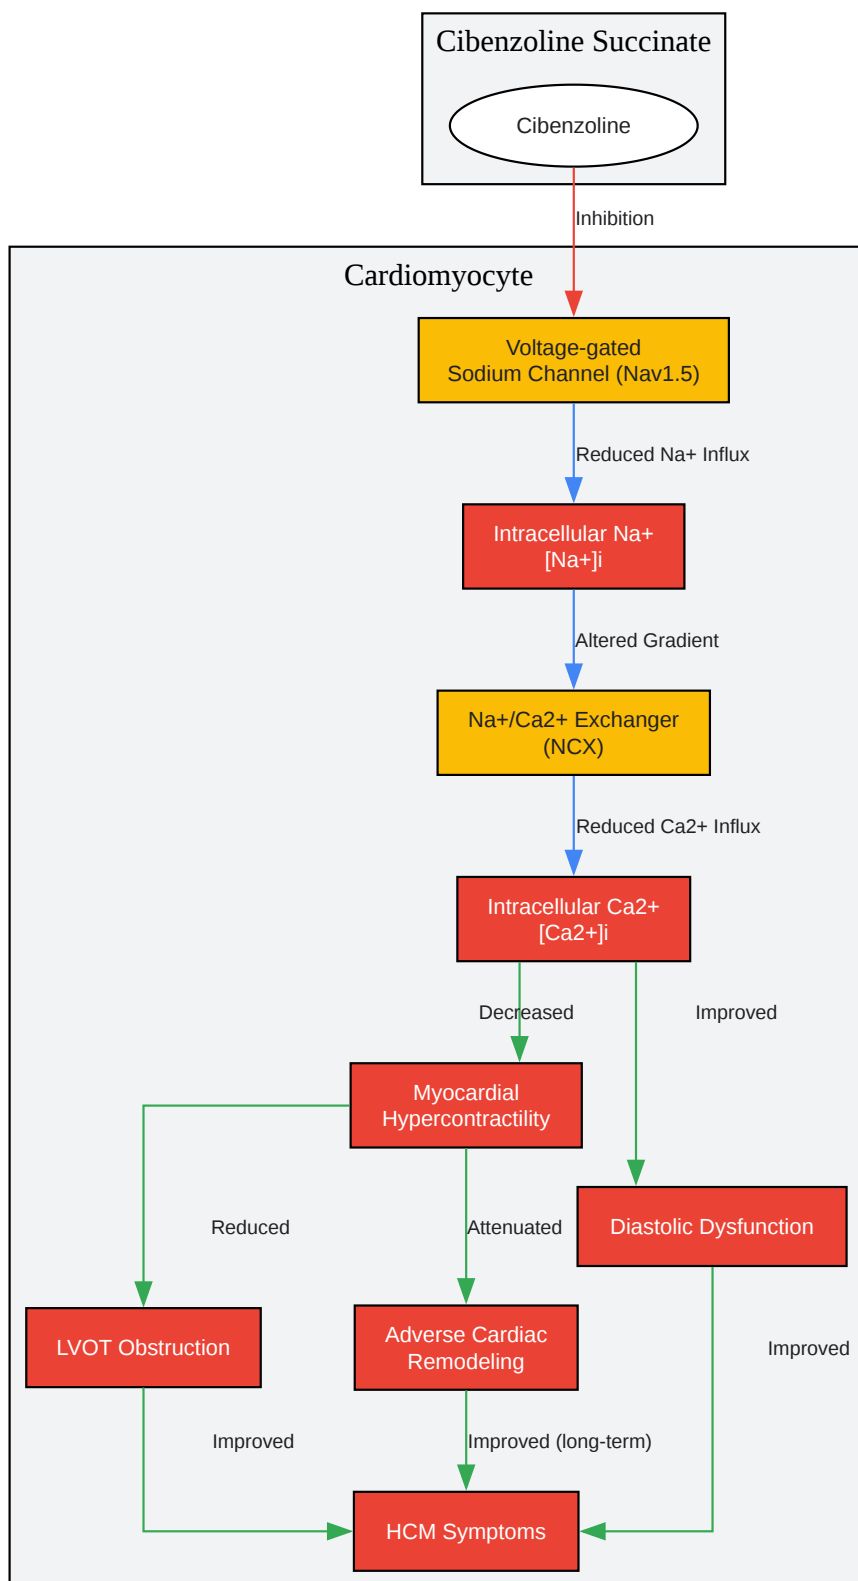 Cibenzoline Succinate
Cibenzoline
Inhibition
Cardiomyocyte
Voltage-gated
Sodium Channel (Nav1.5)
Reduced Na+ Influx
Intracellular Na+
[Na+]i
Altered Gradient
Na+/Ca2+ Exchanger
(NCX)
Reduced Ca2+ Influx
Intracellular Ca2+
[Ca2+]i
Decreased
Improved
Myocardial
Hypercontractility
Reduced
Attenuated
Diastolic Dysfunction
LVOT Obstruction
Adverse Cardiac
Remodeling
Improved
Improved
Improved (long-term)
HCM Symptoms